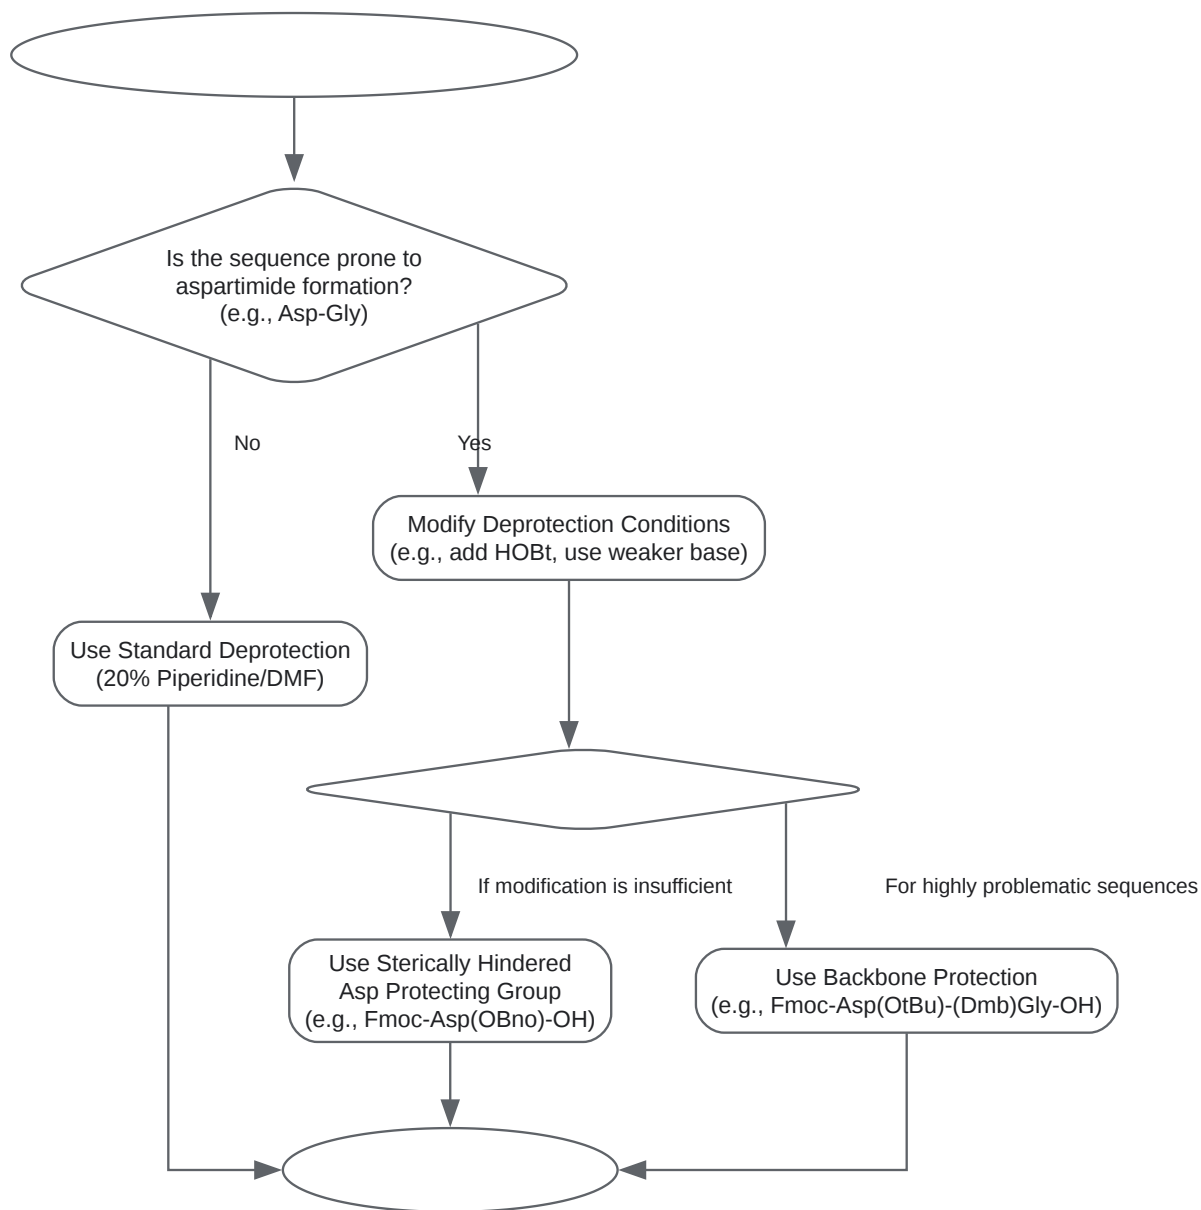 Is the sequence prone to
aspartimide formation?
(e.g., Asp-Gly)
No
Yes
Modify Deprotection Conditions
(e.g., add HOBt, use weaker base)
Use Standard Deprotection
(20% Piperidine/DMF)
If modification is insufficient
For highly problematic sequences
Use Sterically Hindered
Asp Protecting Group
(e.g., Fmoc-Asp(OBno)-OH)
Use Backbone Protection
(e.g., Fmoc-Asp(OtBu)-(Dmb)Gly-OH)